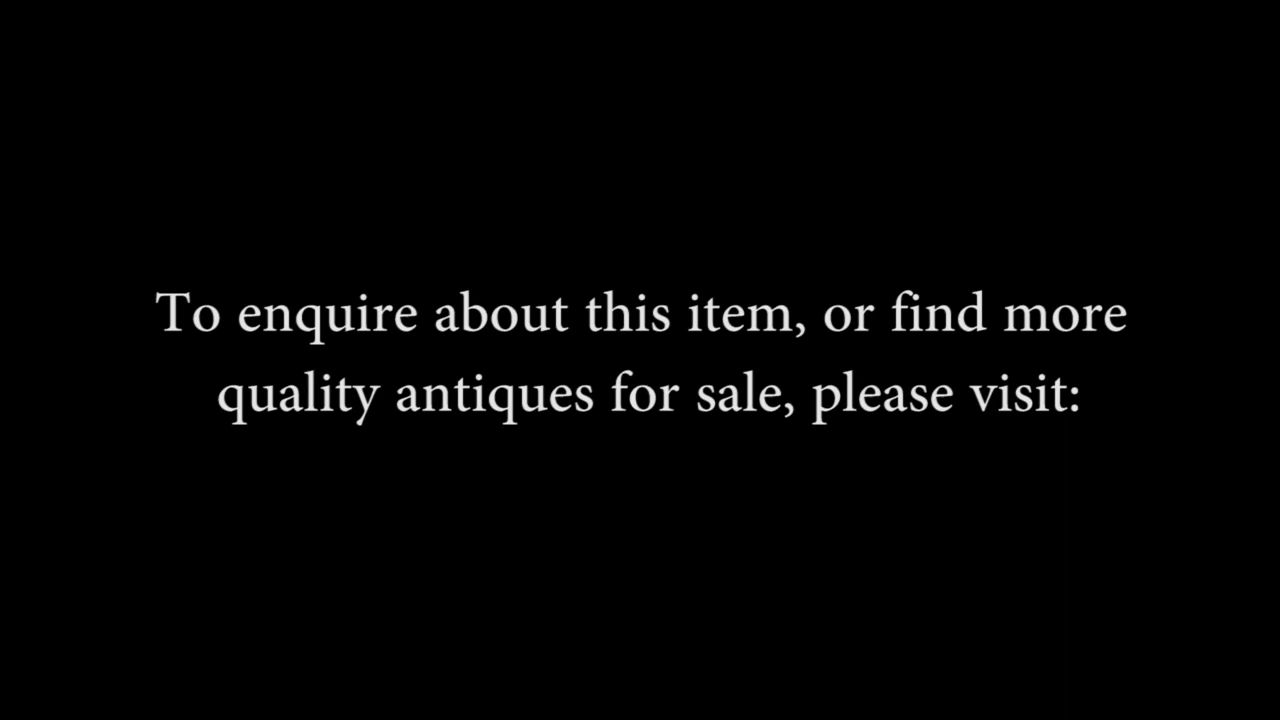 To enquire about this item, or find more
quality antiques for sale, please visit: